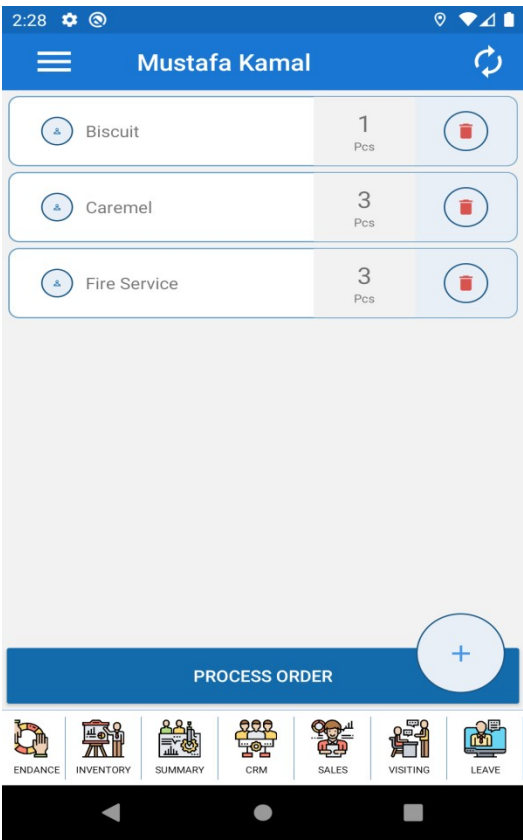 2:28
Mustafa Kamal
Biscuit
1
Pcs
Caremel
3
Pcs
Fire Service
3
Pcs
+
PROCESS ORDER
ENDANCE INVENTORY SUMMARY CRM SALES VISITING LEAVE